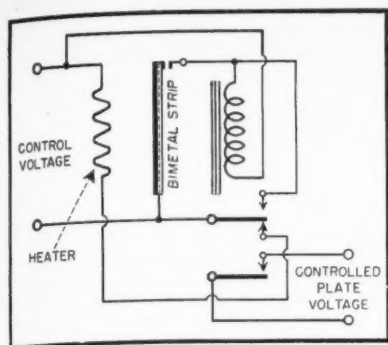 CONTROL
VOLTAGE
HEATER
BIMETAL STRIP
CONTROLLED
PLATE
VOLTAGE